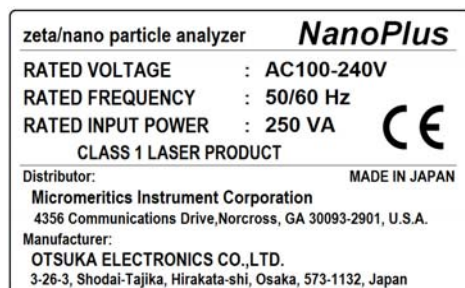 zeta/nano particle analyzer NanoPlus
RATED VOLTAGE : AC100-240V
RATED FREQUENCY : 50/60 Hz
RATED INPUT POWER : 250 VA
CE
CLASS 1 LASER PRODUCT
Distributor: MADE IN JAPAN
Micromeritics Instrument Corporation
4356 Communications Drive,Norcross, GA 30093-2901, U.S.A.
Manufacturer:
OTSUKA ELECTRONICS CO.,LTD.
3-26-3, Shodai-Tajika, Hirakata-shi, Osaka, 573-1132, Japan